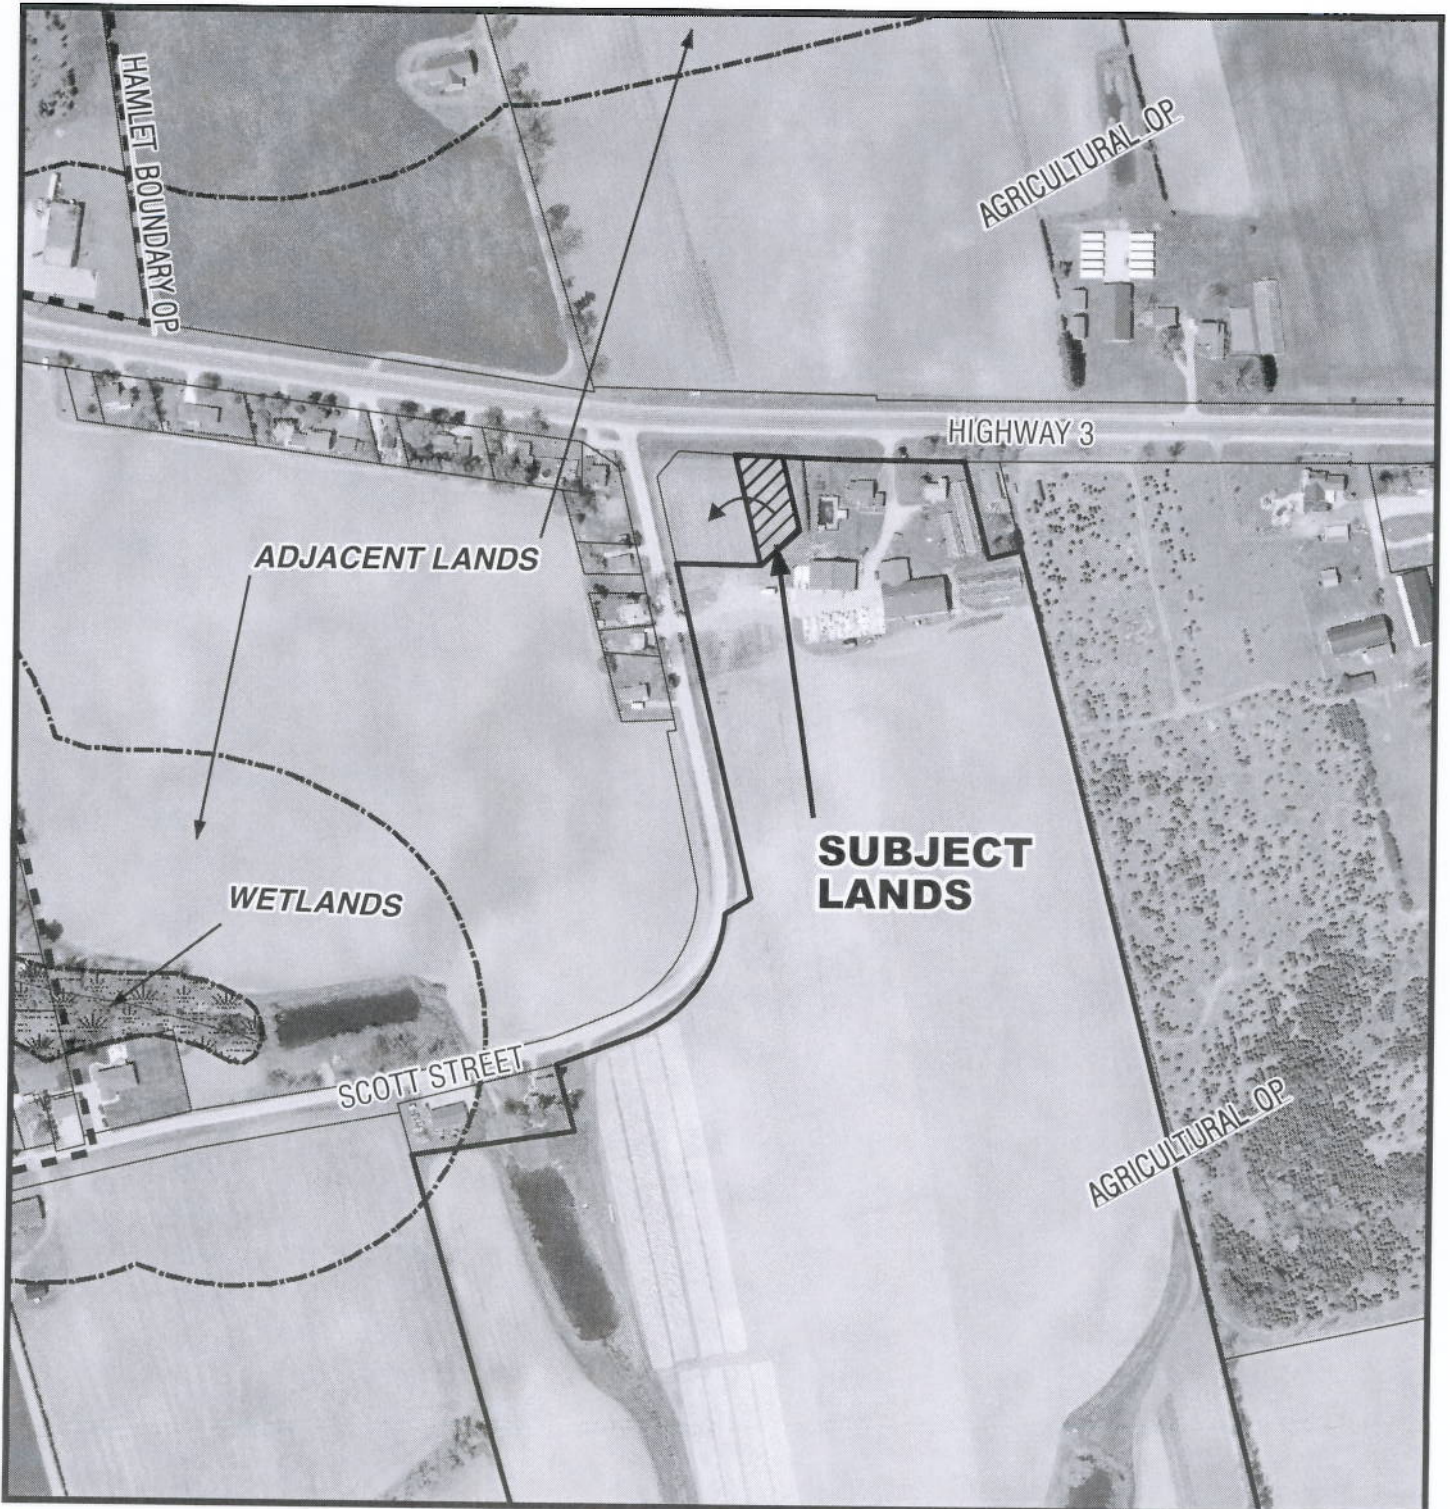 HAMLET BOUNDARY OP
AGRICULTURAL OP
HIGHWAY 3
ADJACENT LANDS
SUBJECT
LANDS
WETLANDS
SCOTT STREET
AGRICULTURAL OP